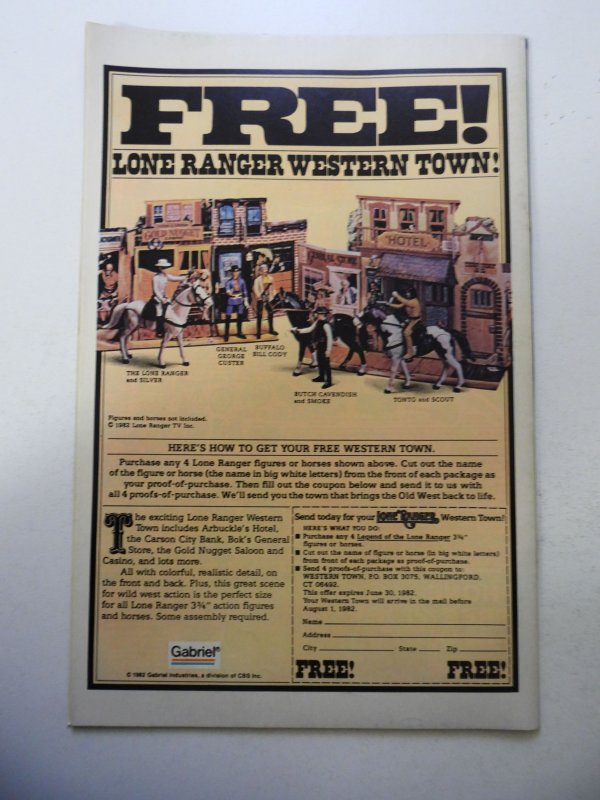 FREE!
LONE RANGER WESTERN TOWN!
GOLD NUGGET
HOTEL
GENERAL STORE
THE LONE RANGER
and SILVER
GENERAL
GEORGE
CUSTER
BUFFALO
BILL CODY
BUTCH CAVENDISH
and SMOKE
TONTO and SCOUT
Figures and horses not included.
© 1982 Lone Ranger TV Inc.
HERE'S HOW TO GET YOUR FREE WESTERN TOWN.
Purchase any 4 Lone Ranger figures or horses shown above. Cut out the name
of the figure or horse (the name in big white letters) from the front of each package as
your proof-of-purchase. Then fill out the coupon below and send it to us with
all 4 proofs-of-purchase. We'll send you the town that brings the Old West back to life.
The exciting Lone Ranger Western
Town includes Arbuckle's Hotel,
the Carson City Bank, Bok's General
Store, the Gold Nugget Saloon and
Casino, and lots more.
All with colorful, realistic detail, on
the front and back. Plus, this great scene
for wild west action is the perfect size
for all Lone Ranger 3¾" action figures
and horses. Some assembly required.
Gabriel®
© 1982 Gabriel Industries, a division of CBS Inc.
Send today for your LONE RANGER Western Town!
HERE'S WHAT YOU DO:
■ Purchase any 4 Legend of the Lone Ranger 3¾"
figures or horses.
■ Cut out the name of figure or horse (in big white letters)
from front of each package as proof-of-purchase.
■ Send 4 proofs-of-purchase with this coupon to:
WESTERN TOWN, P.O. BOX 3075, WALLINGFORD,
CT 06492.
This offer expires June 30, 1982.
Your Western Town will arrive in the mail before
August 1, 1982.
Name
Address
City State Zip
FREE! FREE!